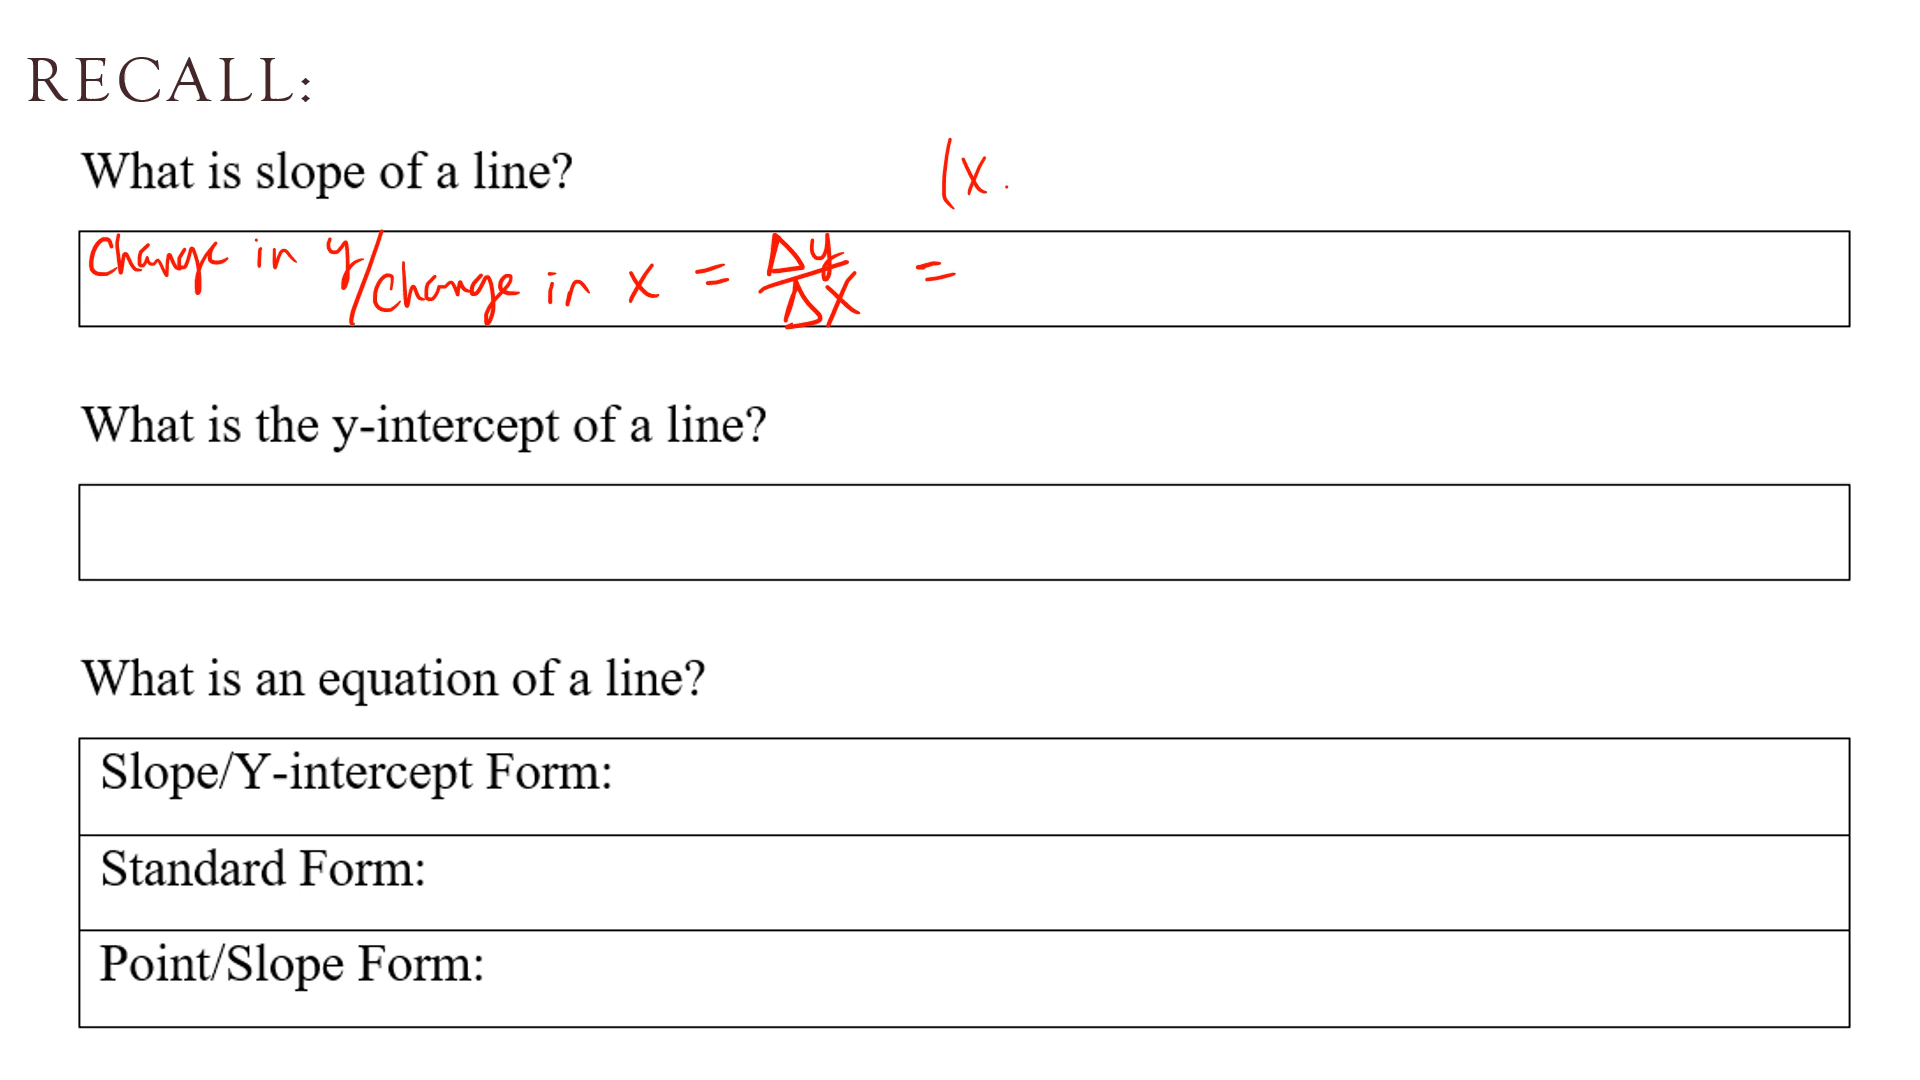 RECALL:
What is slope of a line?
(x.
Change in y/change in x = Δy/Δx =
What is the y-intercept of a line?
What is an equation of a line?
Slope/Y-intercept Form:
Standard Form:
Point/Slope Form: